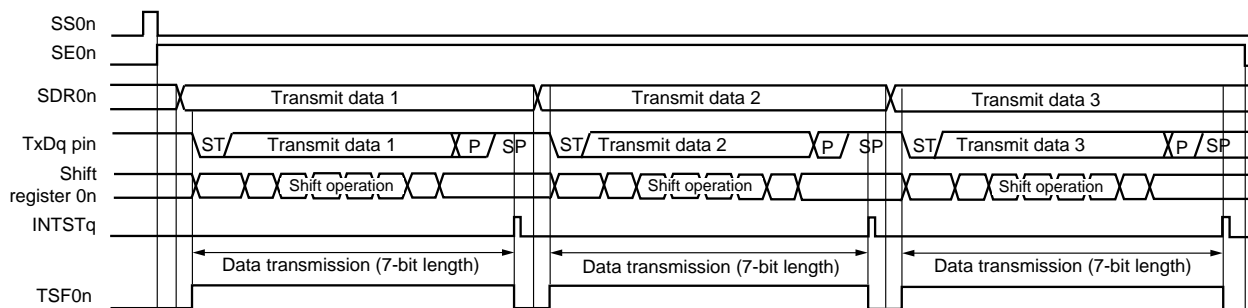 SS0n
SE0n
SDR0n Transmit data 1 Transmit data 2 Transmit data 3
TxDq pin ST Transmit data 1 P SP ST Transmit data 2 P SP ST Transmit data 3 P SP
Shift
register 0n Shift operation Shift operation Shift operation
INTSTq
Data transmission (7-bit length) Data transmission (7-bit length) Data transmission (7-bit length)
TSF0n